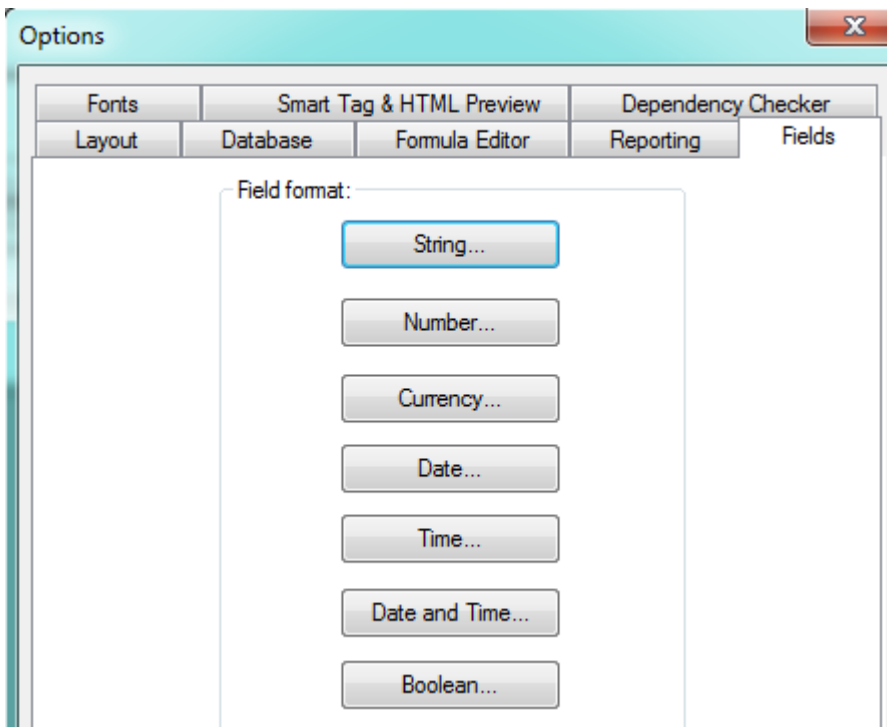 Options
Fonts Smart Tag & HTML Preview Dependency Checker
Layout Database Formula Editor Reporting Fields
Field format:
String...
Number...
Currency...
Date...
Time...
Date and Time...
Boolean...